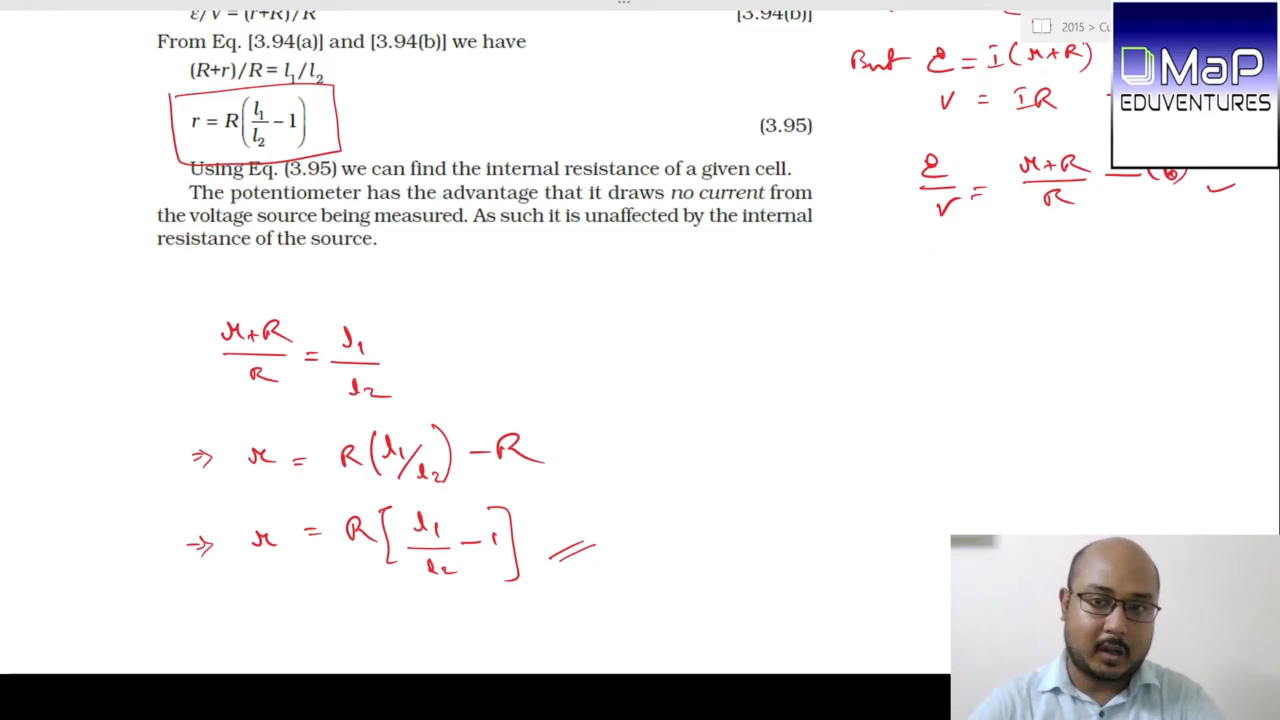 ε/V = (r+R)/R [3.94(b)]
From Eq. [3.94(a)] and [3.94(b)] we have
(R+r)/R = l₁/l₂
r = R(l₁/l₂ – 1) (3.95)
Using Eq. (3.95) we can find the internal resistance of a given cell.
The potentiometer has the advantage that it draws no current from
the voltage source being measured. As such it is unaffected by the internal
resistance of the source.
r+R/R = l₁/l₂
⇒ r = R(l₁/l₂) – R
⇒ r = R[l₁/l₂ – 1]
2015 > Cu
But ε = I(r+R)
V = IR
ε/V = r+R/R — (b)
MaP
EDUVENTURES